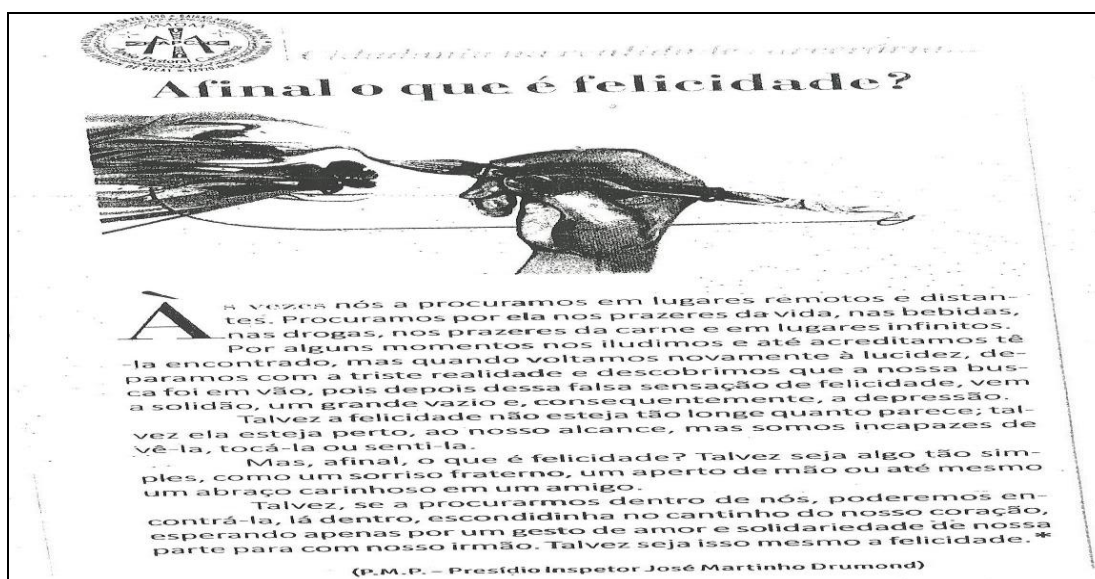 AMOAI
APC
Pastoral
Cidadania
Afinal o que é felicidade?
Às vezes nós a procuramos em lugares remotos e distan-
tes. Procuramos por ela nos prazeres da vida, nas bebidas,
nas drogas, nos prazeres da carne e em lugares infinitos.
Por alguns momentos nos iludimos e até acreditamos tê
-la encontrado, mas quando voltamos novamente à lucidez, de-
paramos com a triste realidade e descobrimos que a nossa bus-
ca foi em vão, pois depois dessa falsa sensação de felicidade, vem
a solidão, um grande vazio e, consequentemente, a depressão.
Talvez a felicidade não esteja tão longe quanto parece; tal-
vez ela esteja perto, ao nosso alcance, mas somos incapazes de
vê-la, tocá-la ou senti-la.
Mas, afinal, o que é felicidade? Talvez seja algo tão sim-
ples, como um sorriso fraterno, um aperto de mão ou até mesmo
um abraço carinhoso em um amigo.
Talvez, se a procurarmos dentro de nós, poderemos en-
contrá-la, lá dentro, escondidinha no cantinho do nosso coração,
esperando apenas por um gesto de amor e solidariedade de nossa
parte para com nosso irmão. Talvez seja isso mesmo a felicidade.*
(P.M.P. – Presídio Inspetor José Martinho Drumond)